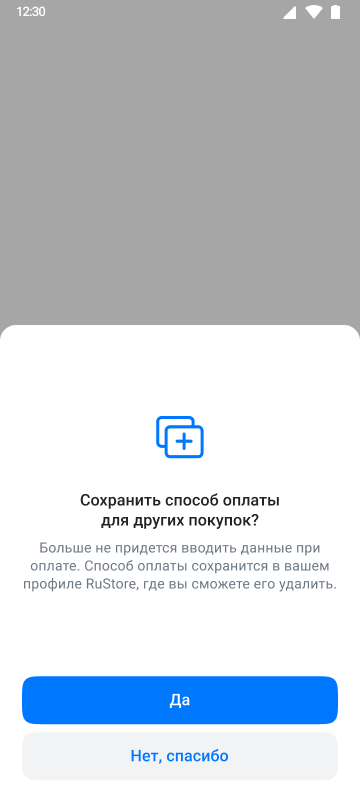 12:30
Сохранить способ оплаты
для других покупок?
Больше не придется вводить данные при
оплате. Способ оплаты сохранится в вашем
профиле RuStore, где вы сможете его удалить.
Да
Нет, спасибо